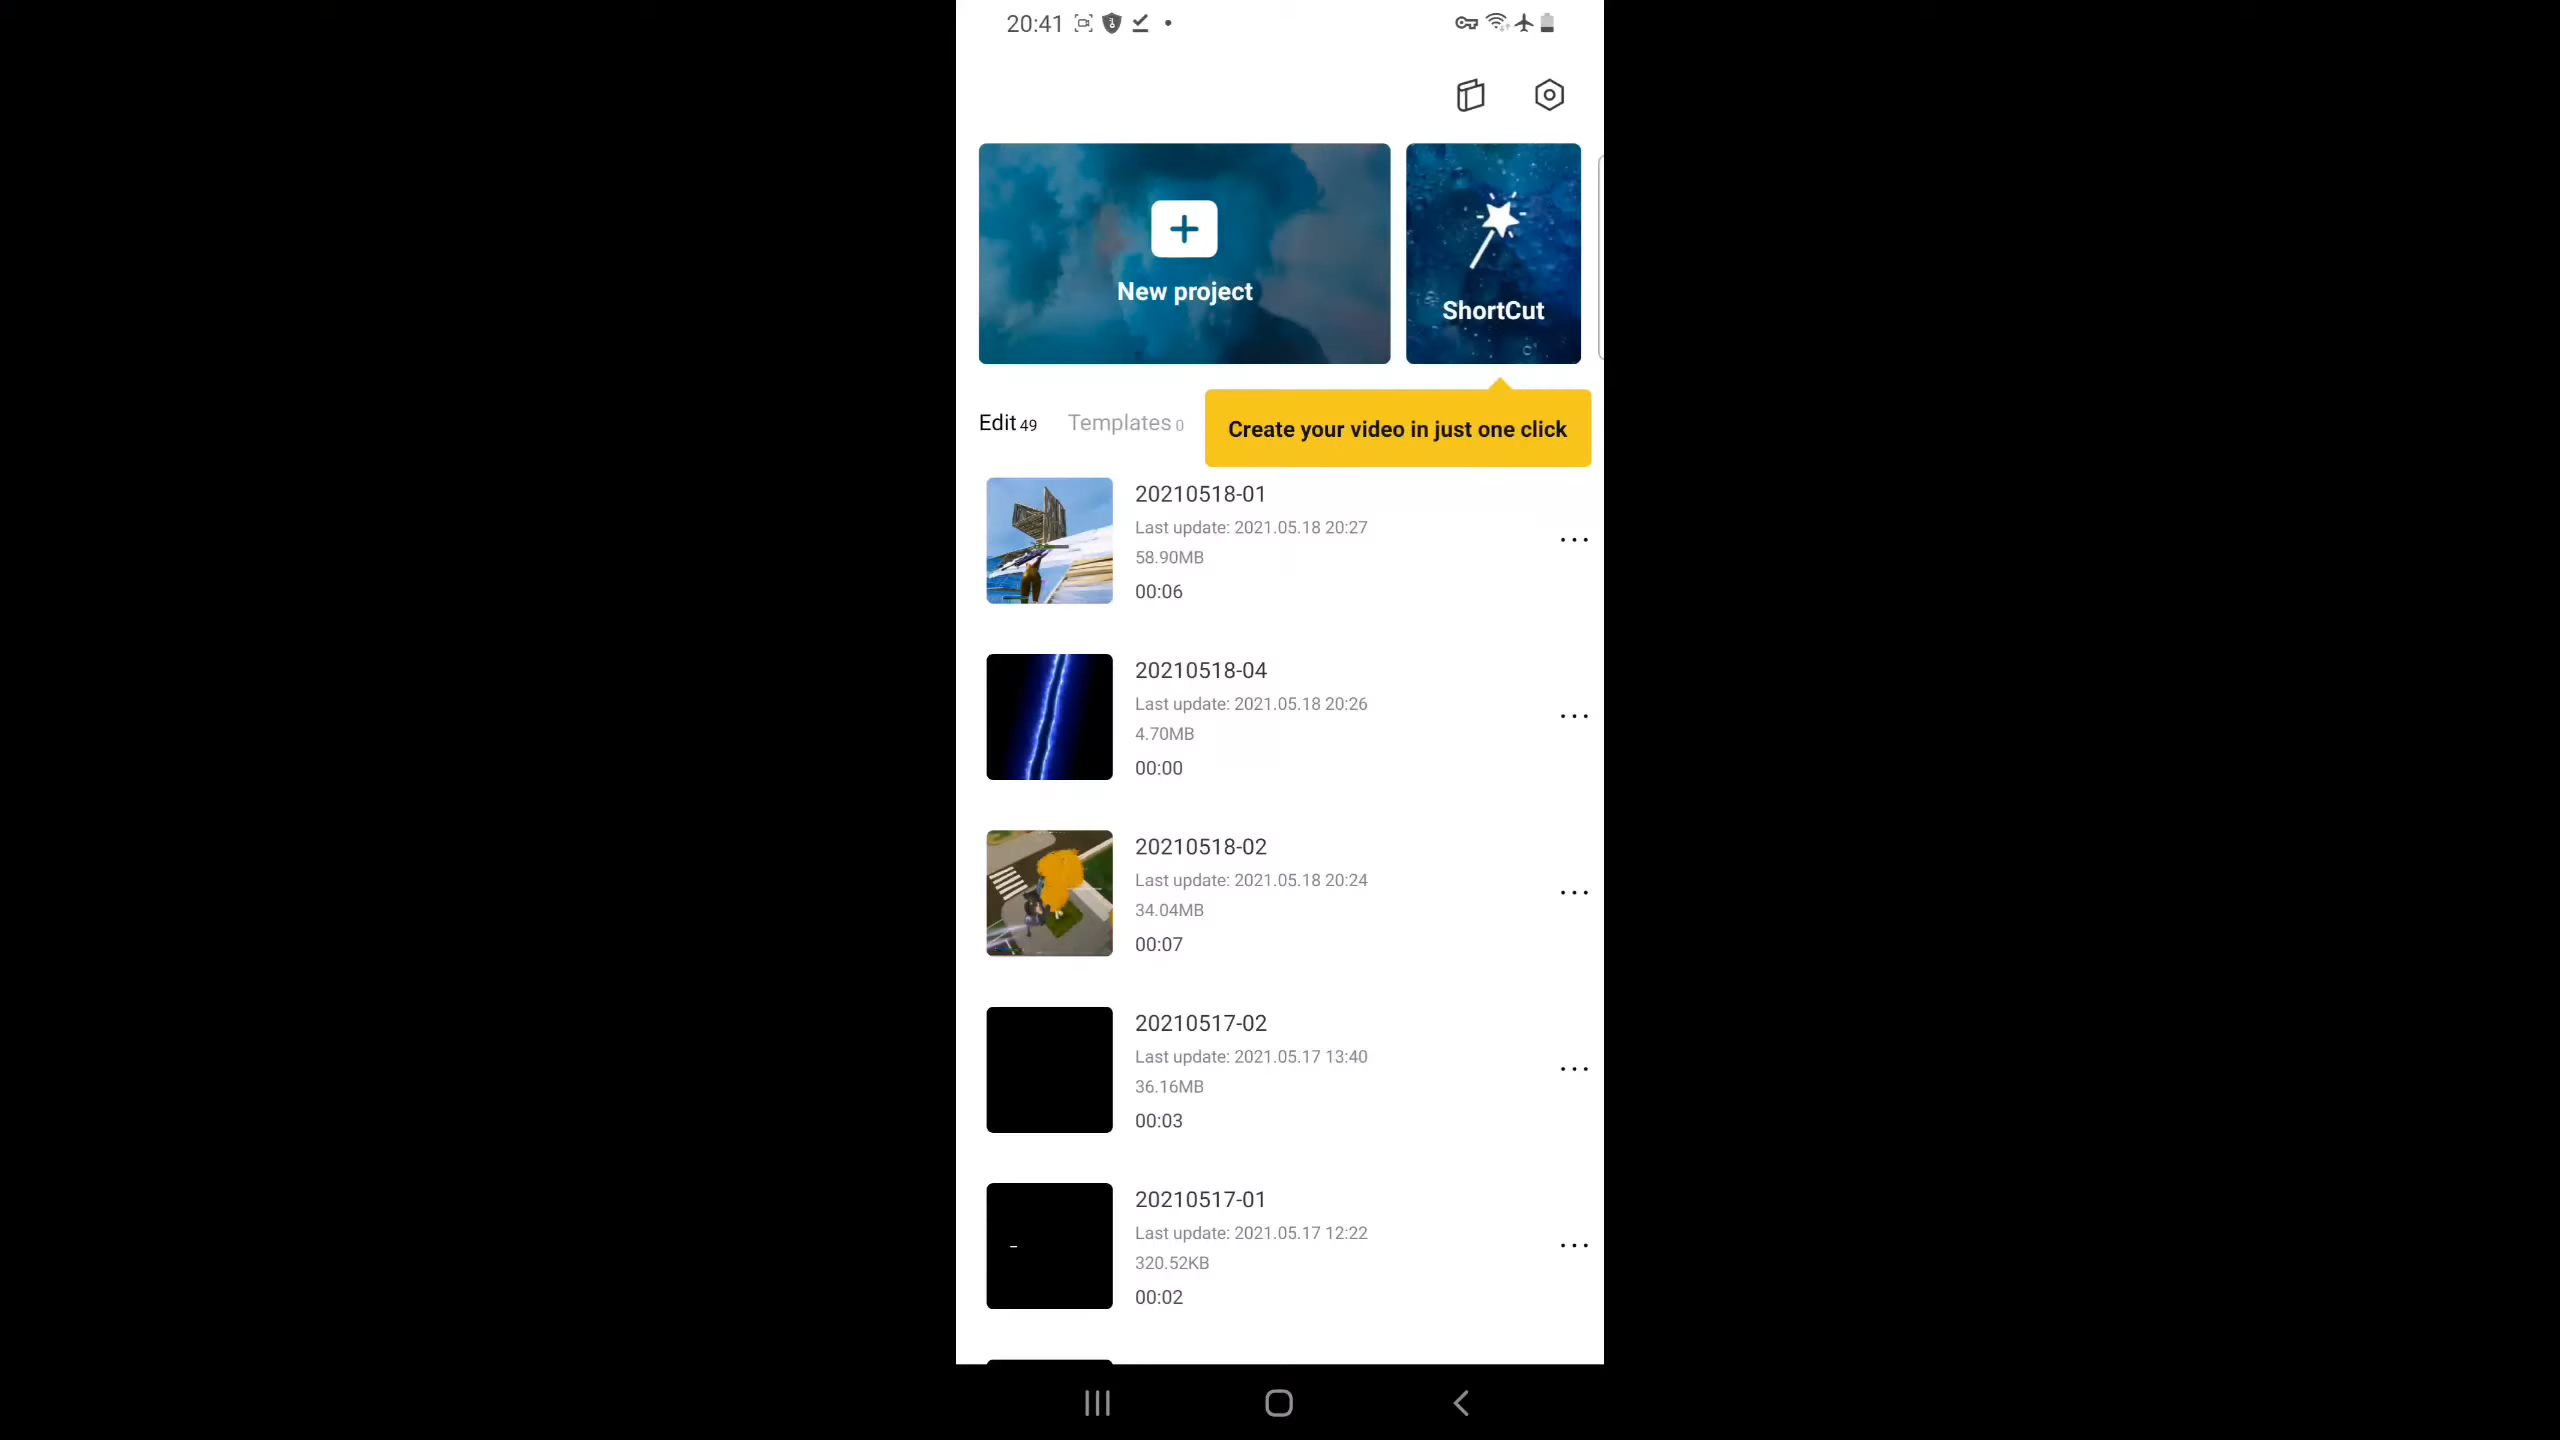 20:41
New project
ShortCut
Edit 49
Templates 0
Create your video in just one click
20210518-01
Last update: 2021.05.18 20:27
58.90MB
00:06
20210518-04
Last update: 2021.05.18 20:26
4.70MB
00:00
20210518-02
Last update: 2021.05.18 20:24
34.04MB
00:07
20210517-02
Last update: 2021.05.17 13:40
36.16MB
00:03
20210517-01
Last update: 2021.05.17 12:22
320.52KB
00:02